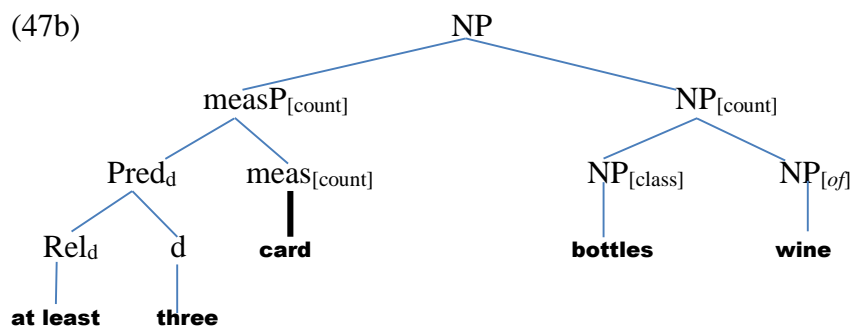 (47b) NP
measP[count] NP[count]
Predd meas[count] NP[class] NP[of]
Reld d card bottles wine
at least three